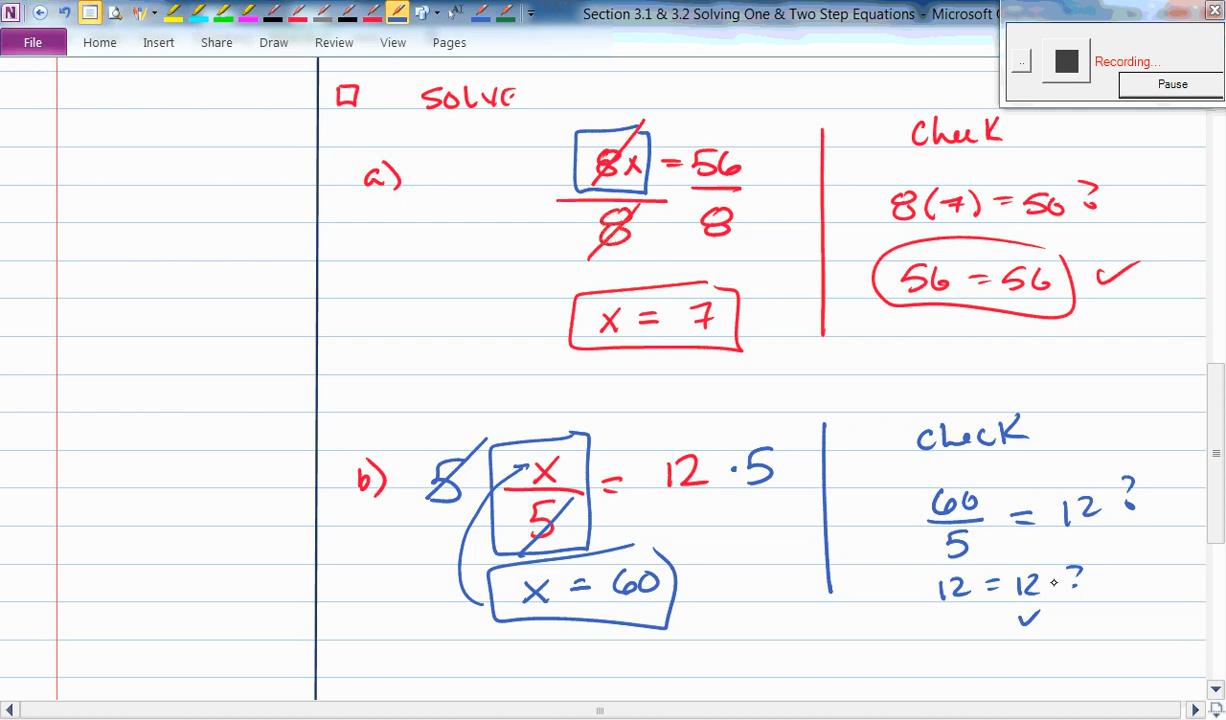 Section 3.1 & 3.2 Solving One & Two Step Equations - Microsoft
Recording...
.. Pause
File Home Insert Share Draw Review View Pages
□ SOLVE
check
a) 8x = 56
8 8
8(7) = 56 ?
56 = 56 ✓
x = 7
check
b) 5 x = 12 · 5
5
60 = 12 ?
5
x = 60
12 = 12 ?
✓